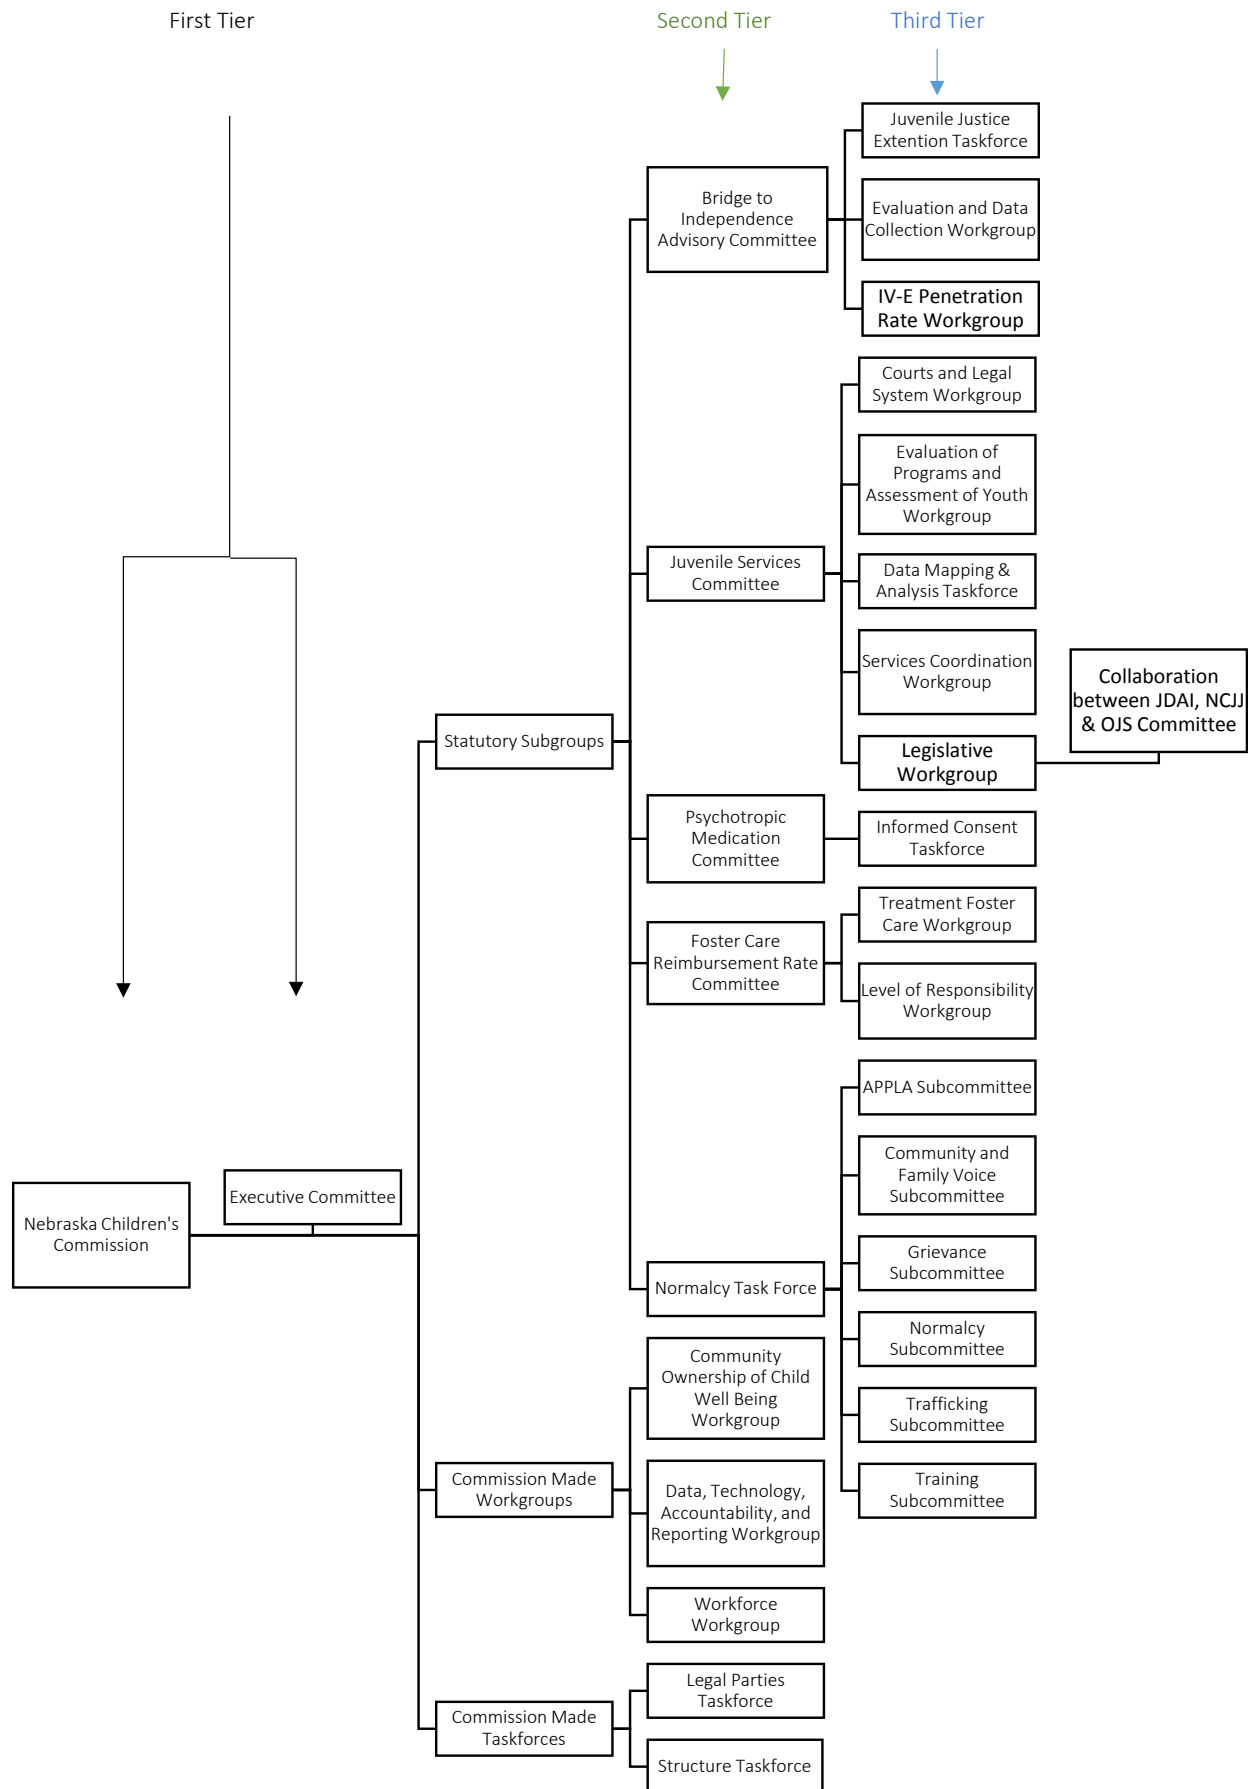 First Tier
Second Tier
Third Tier
Juvenile Justice
Extention Taskforce
Bridge to
Independence
Advisory Committee
Evaluation and Data
Collection Workgroup
IV-E Penetration
Rate Workgroup
Courts and Legal
System Workgroup
Evaluation of
Programs and
Assessment of Youth
Workgroup
Juvenile Services
Committee
Data Mapping &
Analysis Taskforce
Services Coordination
Workgroup
Collaboration
between JDAI, NCJJ
& OJS Committee
Statutory Subgroups
Legislative
Workgroup
Psychotropic
Medication
Committee
Informed Consent
Taskforce
Treatment Foster
Care Workgroup
Foster Care
Reimbursement Rate
Committee
Level of Responsibility
Workgroup
APPLA Subcommittee
Community and
Family Voice
Subcommittee
Executive Committee
Nebraska Children's
Commission
Grievance
Subcommittee
Normalcy Task Force
Normalcy
Subcommittee
Community
Ownership of Child
Well Being
Workgroup
Trafficking
Subcommittee
Commission Made
Workgroups
Data, Technology,
Accountability, and
Reporting Workgroup
Training
Subcommittee
Workforce
Workgroup
Legal Parties
Taskforce
Commission Made
Taskforces
Structure Taskforce